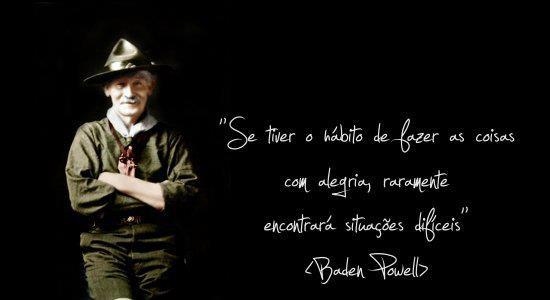 "Se tiver o hábito de fazer as coisas
com alegria, raramente
encontrará situações difíceis"
<Baden Powell>